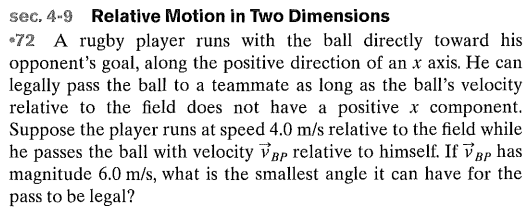 sec. 4-9 Relative Motion in Two Dimensions
•72 A rugby player runs with the ball directly toward his
opponent's goal, along the positive direction of an x axis. He can
legally pass the ball to a teammate as long as the ball's velocity
relative to the field does not have a positive x component.
Suppose the player runs at speed 4.0 m/s relative to the field while
he passes the ball with velocity v⃗BP relative to himself. If v⃗BP has
magnitude 6.0 m/s, what is the smallest angle it can have for the
pass to be legal?